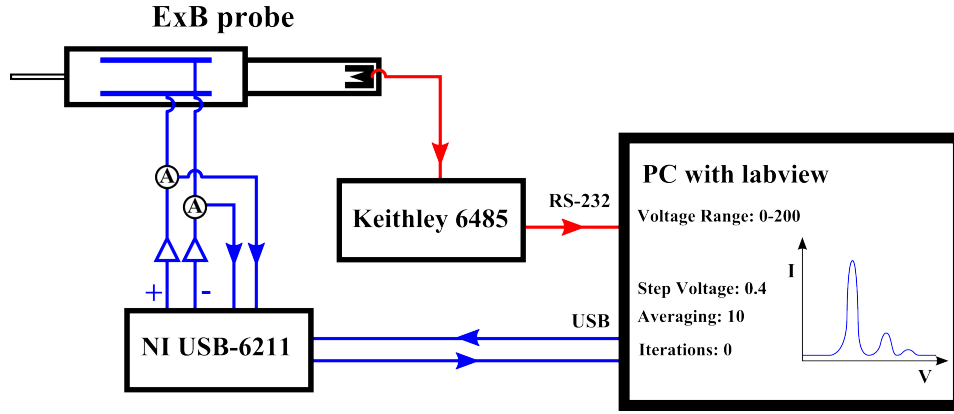 ExB probe
A
A
+ -
NI USB-6211
Keithley 6485
RS-232
USB
PC with labview
Voltage Range: 0-200
Step Voltage: 0.4
Averaging: 10
Iterations: 0
I
V